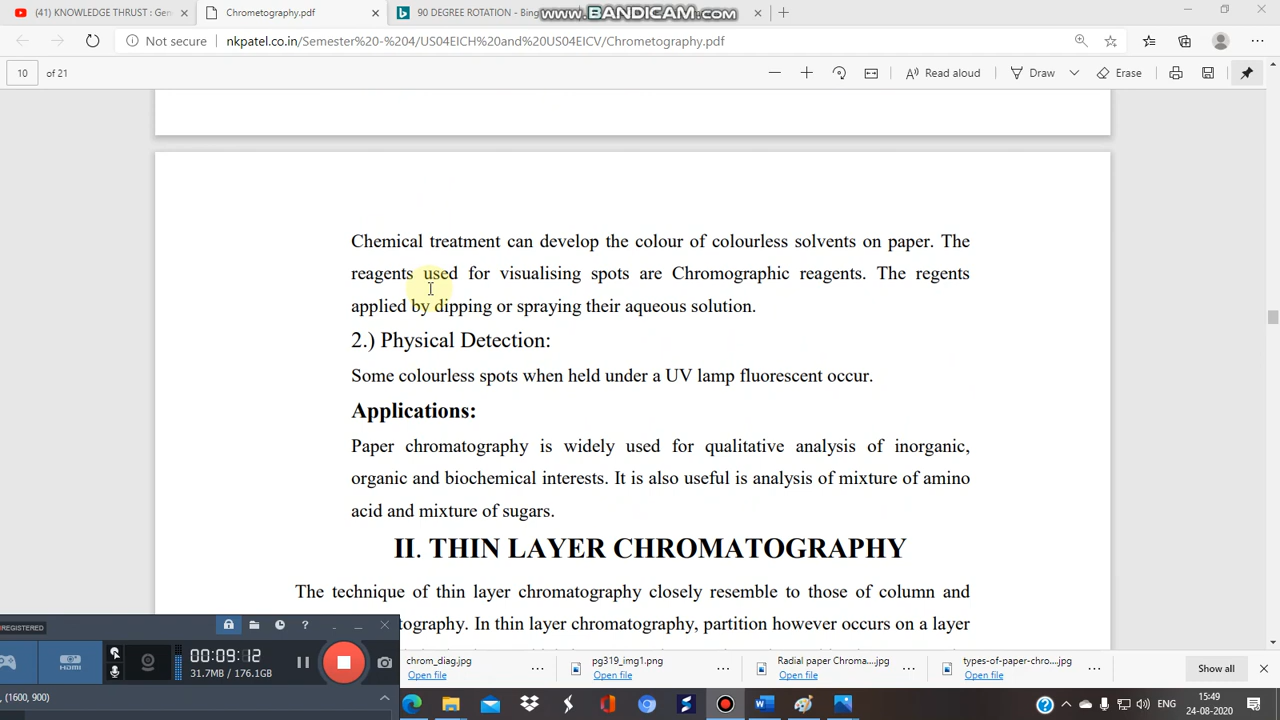 (41) KNOWLEDGE THRUST: Gen
Chrometography.pdf
90 DEGREE ROTATION - Bing
www.BANDICAM.com
Not secure
nkpatel.co.in/Semester%20-%204/US04EICH%20and%20US04EICV/Chrometography.pdf
10 of 21
Read aloud
Draw
Erase
Chemical treatment can develop the colour of colourless solvents on paper. The
reagents used for visualising spots are Chromographic reagents. The regents
applied by dipping or spraying their aqueous solution.
2.) Physical Detection:
Some colourless spots when held under a UV lamp fluorescent occur.
Applications:
Paper chromatography is widely used for qualitative analysis of inorganic,
organic and biochemical interests. It is also useful is analysis of mixture of amino
acid and mixture of sugars.
II. THIN LAYER CHROMATOGRAPHY
The technique of thin layer chromatography closely resemble to those of column and
tography. In thin layer chromatography, partition however occurs on a layer
REGISTERED
HDMI
00:09:12
31.7MB / 176.1GB
, (1600, 900)
chrom_diag.jpg
Open file
pg319_img1.png
Open file
Radial paper Chroma....jpg
Open file
types-of-paper-chro....jpg
Open file
Show all
ENG
15:49
24-08-2020